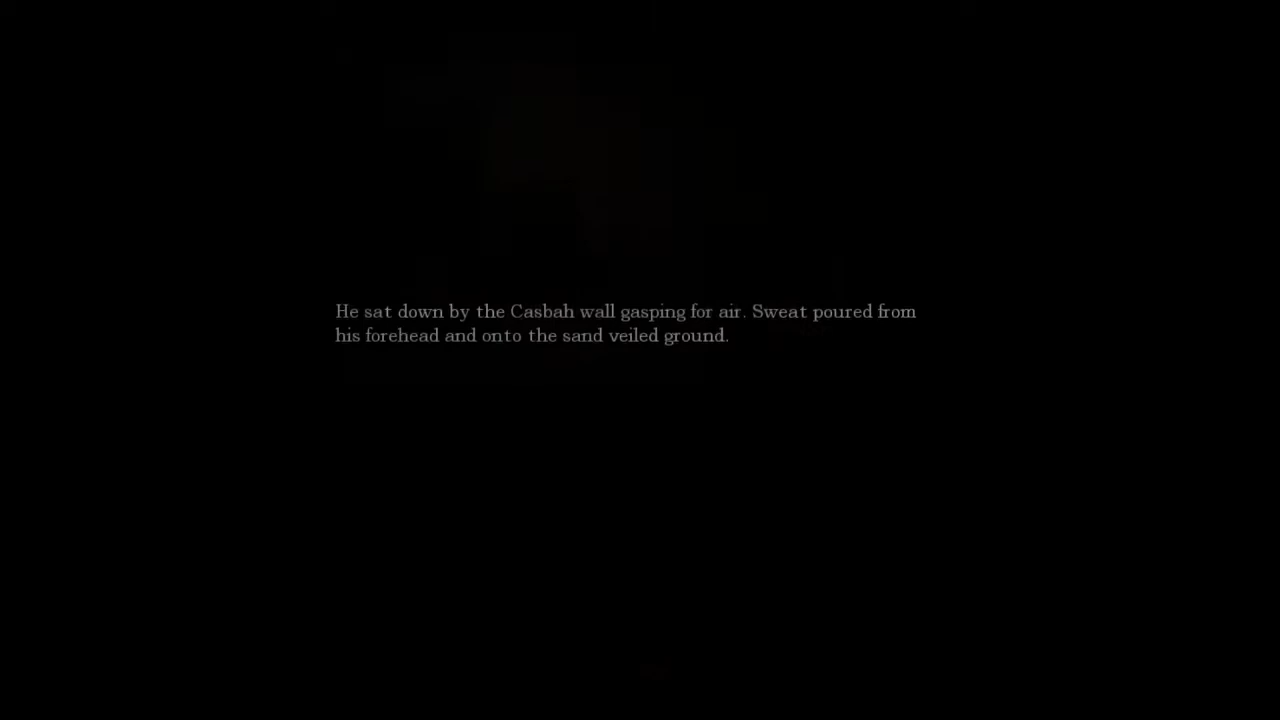 He sat down by the Casbah wall gasping for air. Sweat poured from
his forehead and onto the sand veiled ground.